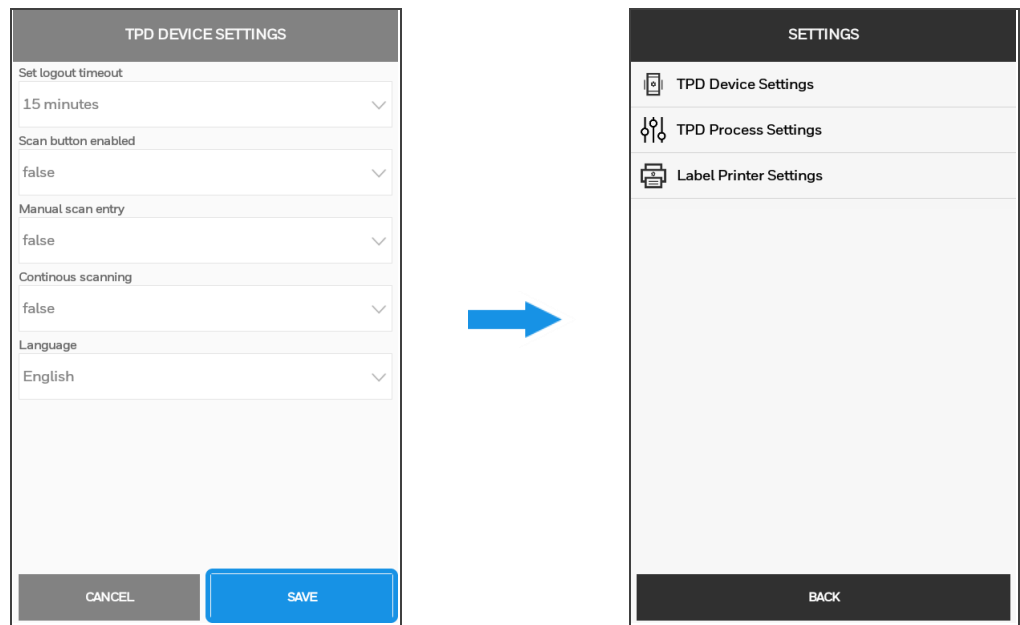 TPD DEVICE SETTINGS
Set logout timeout
15 minutes
Scan button enabled
false
Manual scan entry
false
Continous scanning
false
Language
English
CANCEL
SAVE
SETTINGS
TPD Device Settings
TPD Process Settings
Label Printer Settings
BACK